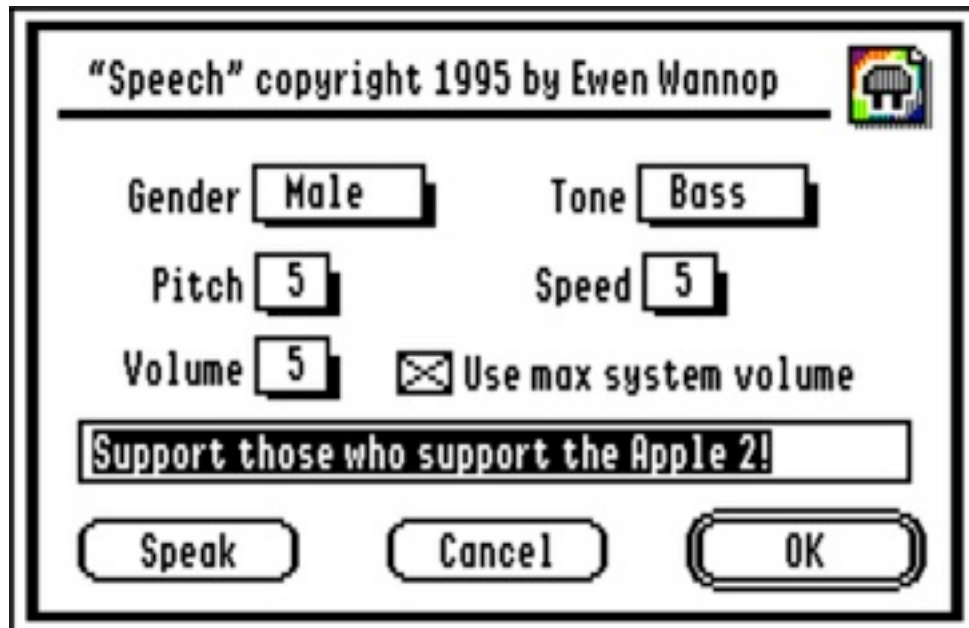 “Speech” copyright 1995 by Ewen Wannop
Gender Male Tone Bass
Pitch 5 Speed 5
Volume 5 Use max system volume
Support those who support the Apple 2!
Speak Cancel OK